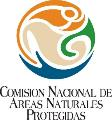 COMISION NACIONAL DE
AREAS NATURALES
PROTEGIDAS